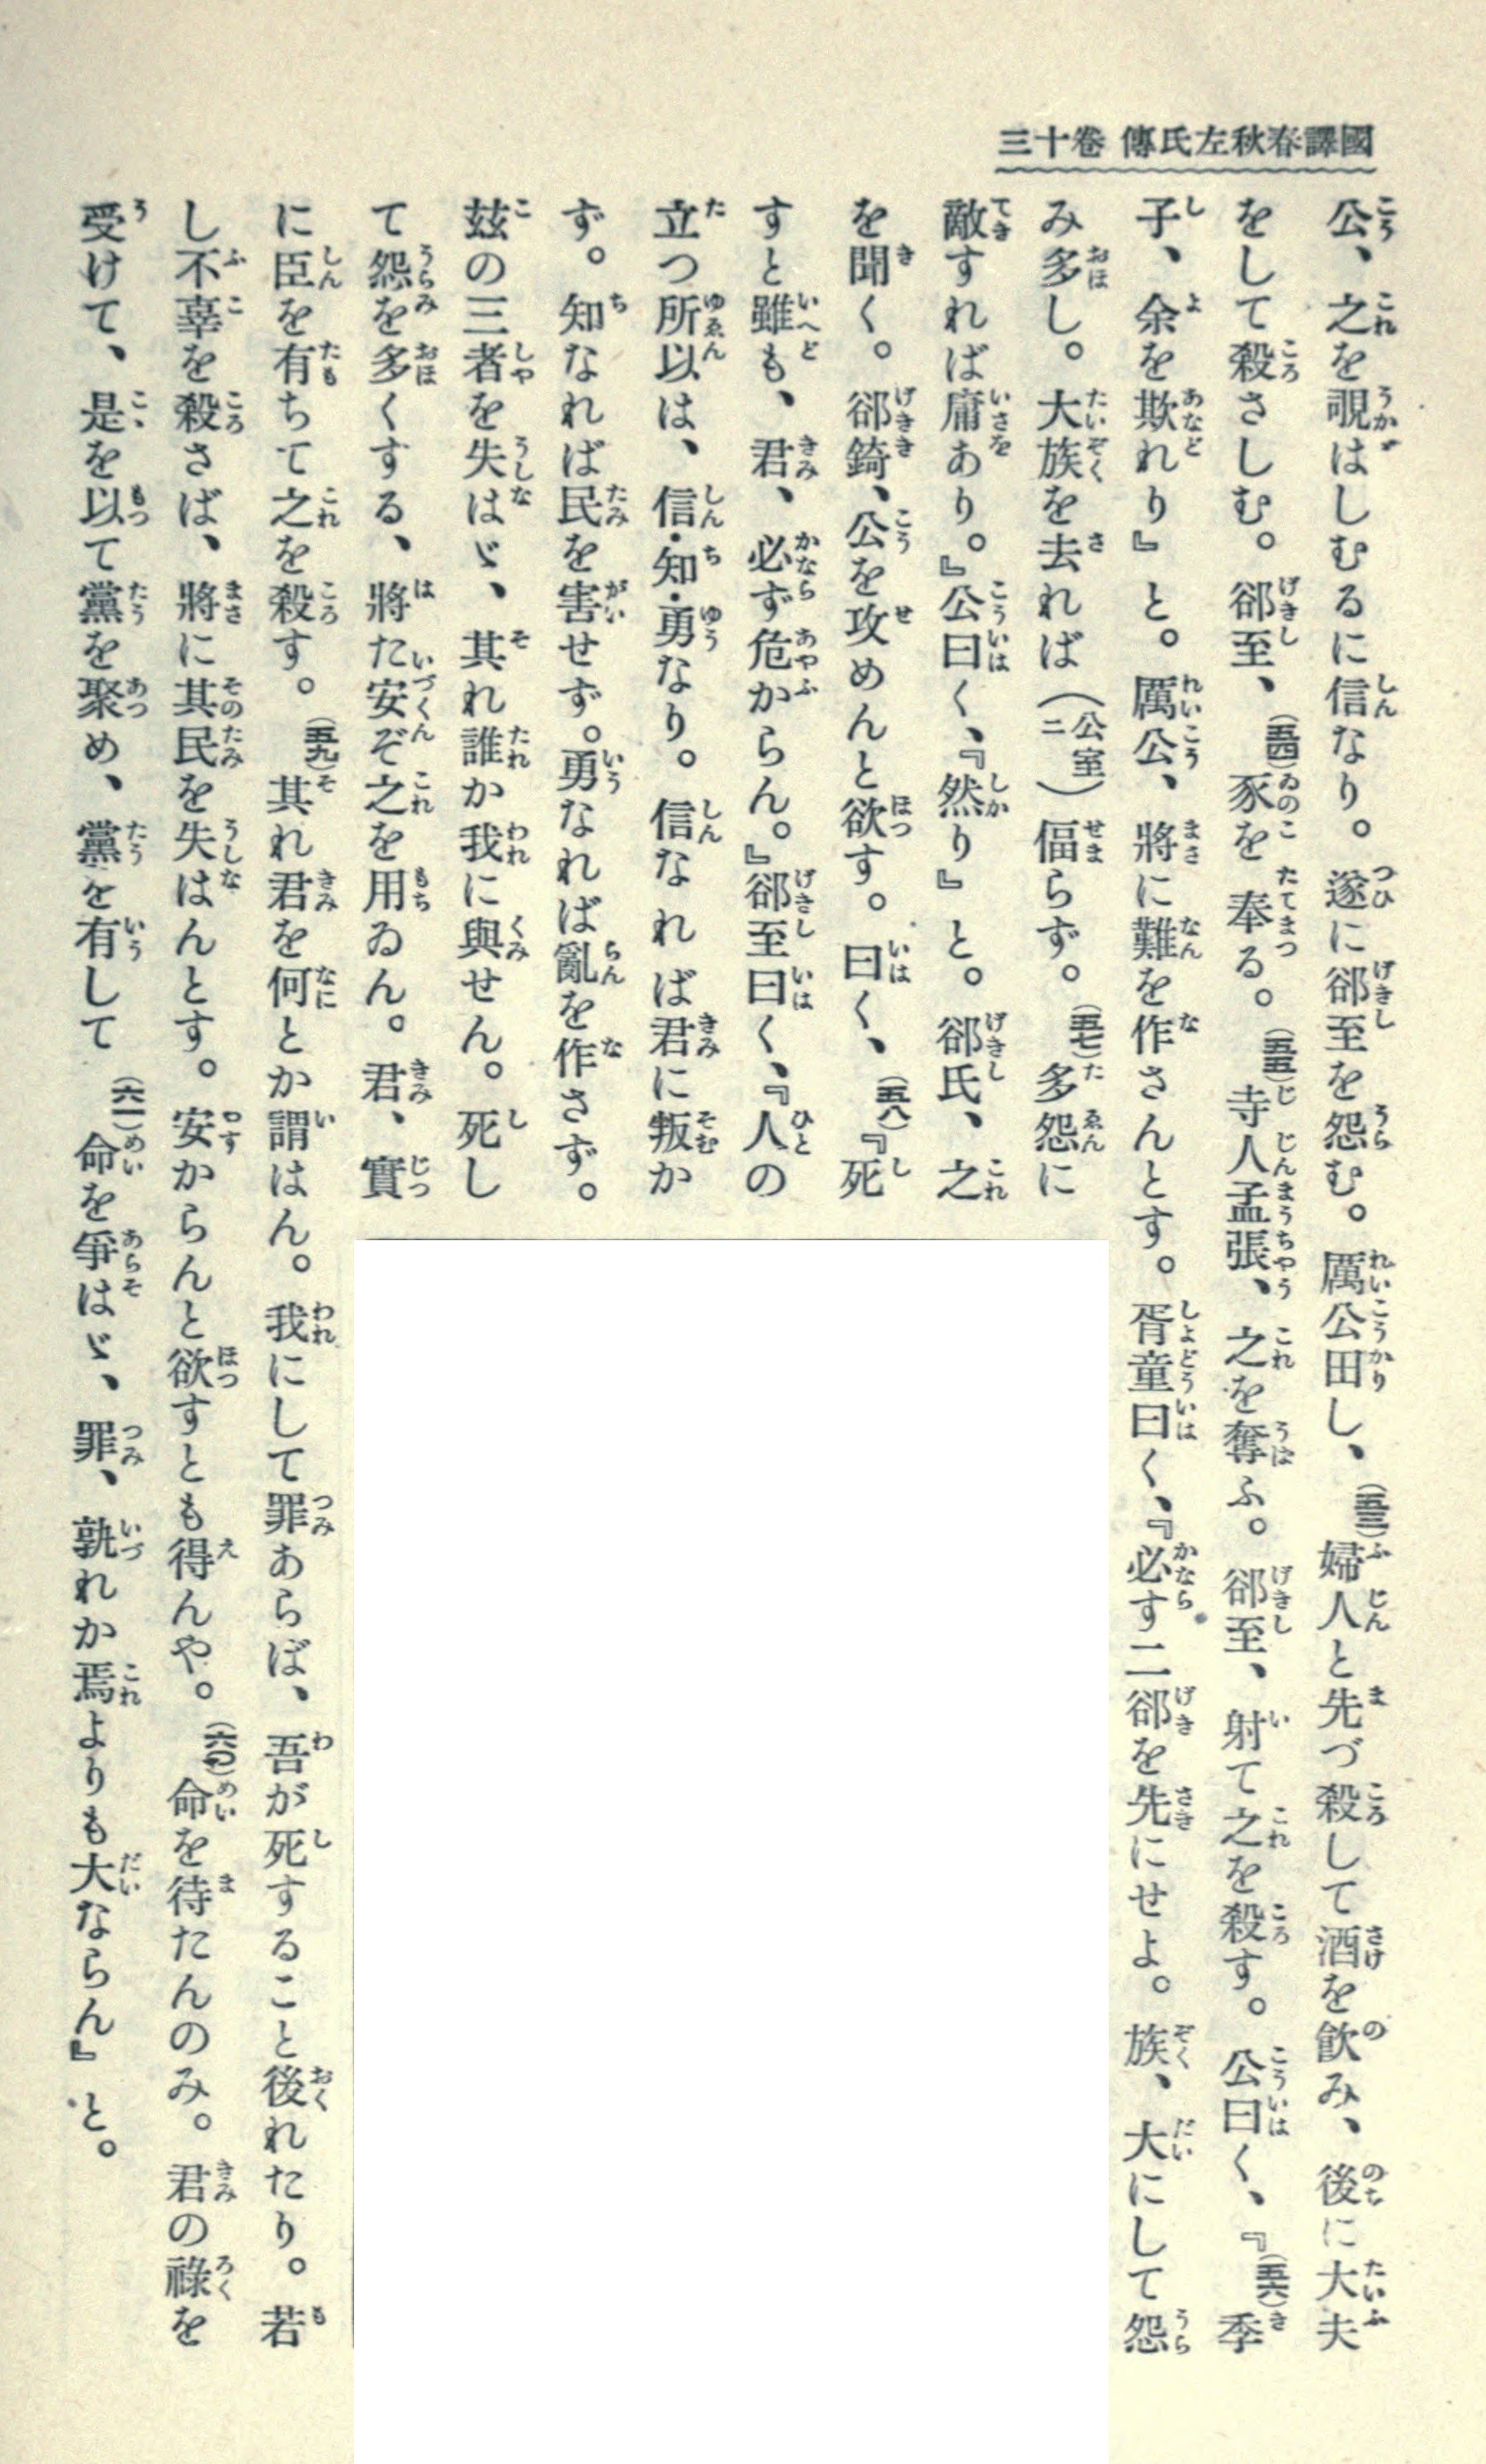 國譯春秋左氏傳 卷十三
公、之を覗はしむるに信なり。遂に郤至を怨む。厲公田し、(五三)婦人と先づ殺して酒を飮み、後に大夫
をして殺さしむ。郤至、(五四)豕を奉る。(五五)寺人孟張、之を奪ふ。郤至、射て之を殺す。公曰く、『(五六)季
子、余を欺れり』と。厲公、將に難を作さんとす。胥童曰く、『必す二郤を先にせよ。族、大にして怨
み多し。大族を去れば(公室ニ)偪らず。(五七)多怨に
敵すれば庸あり。』公曰く、『然り』と。郤氏、之
を聞く。郤錡、公を攻めんと欲す。曰く、(五八)『死
すと雖も、君、必ず危からん。』郤至曰く、『人の
立つ所以は、信・知・勇なり。信なれば君に叛か
ず。知なれば民を害せず。勇なれば亂を作さず。
玆の三者を失はゞ、其れ誰か我に與せん。死し
て怨を多くする、將た安ぞ之を用ゐん。君、實
に臣を有ちて之を殺す。(五九)其れ君を何とか謂はん。我にして罪あらば、吾が死すること後れたり。若
し不辜を殺さば、將に其民を失はんとす。安からんと欲すとも得んや。(六〇)命を待たんのみ。君の祿を
受けて、是を以て黨を聚め、黨を有して(六一)命を爭はゞ、罪、孰れか焉よりも大ならん』と。